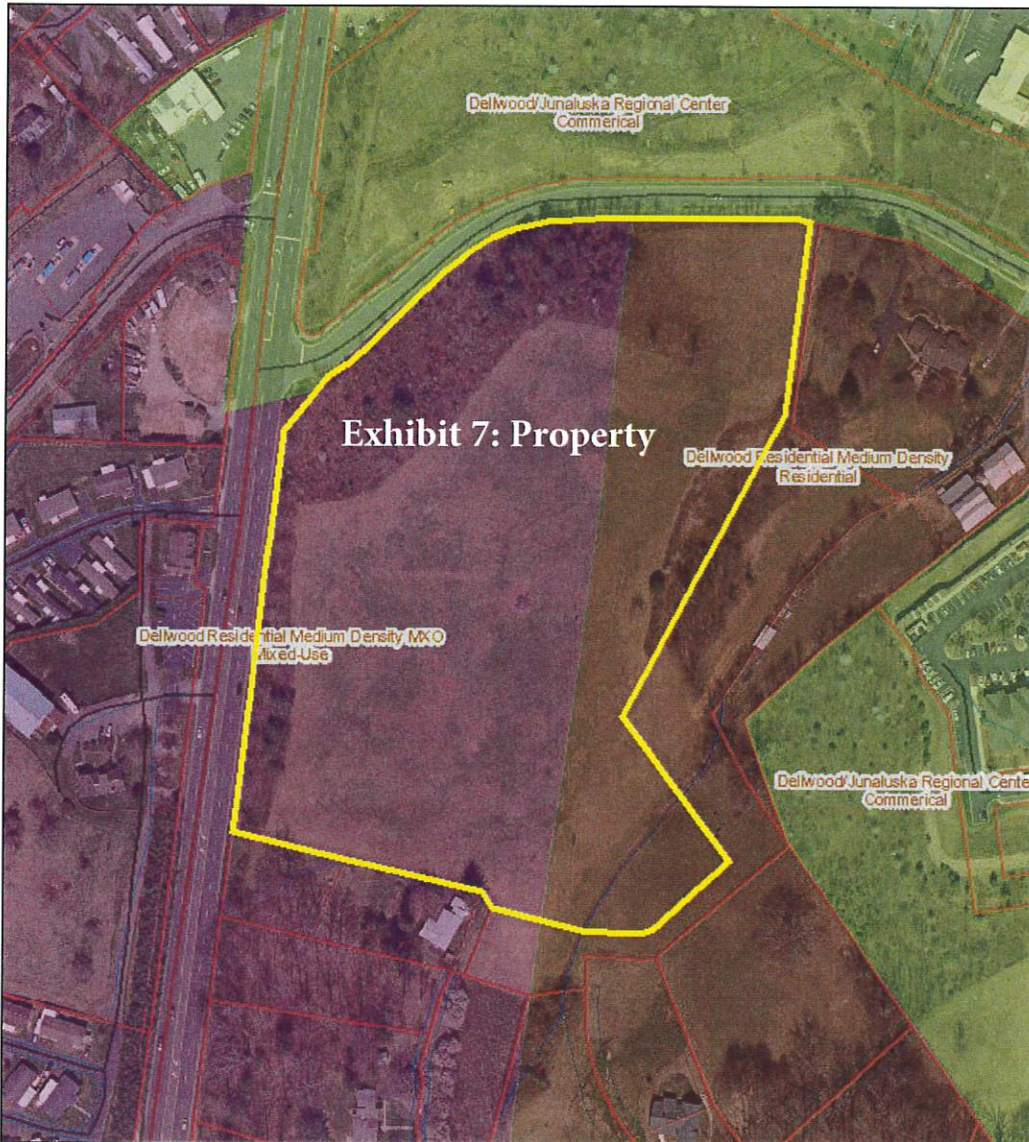 Dellwood/Junaluska Regional Center
Commerical
Exhibit 7: Property
Dellwood Residential Medium Density
Residential
Dellwood Residential Medium Density MXO
Mixed-Use
Dellwood/Junaluska Regional Cente
Commerical